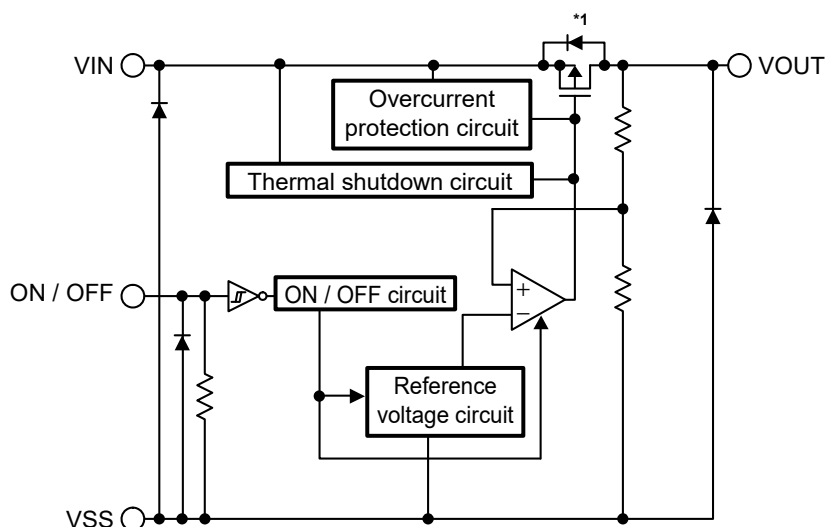 *1
VIN
VOUT
Overcurrent
protection circuit
Thermal shutdown circuit
ON / OFF
ON / OFF circuit
+
−
Reference
voltage circuit
VSS